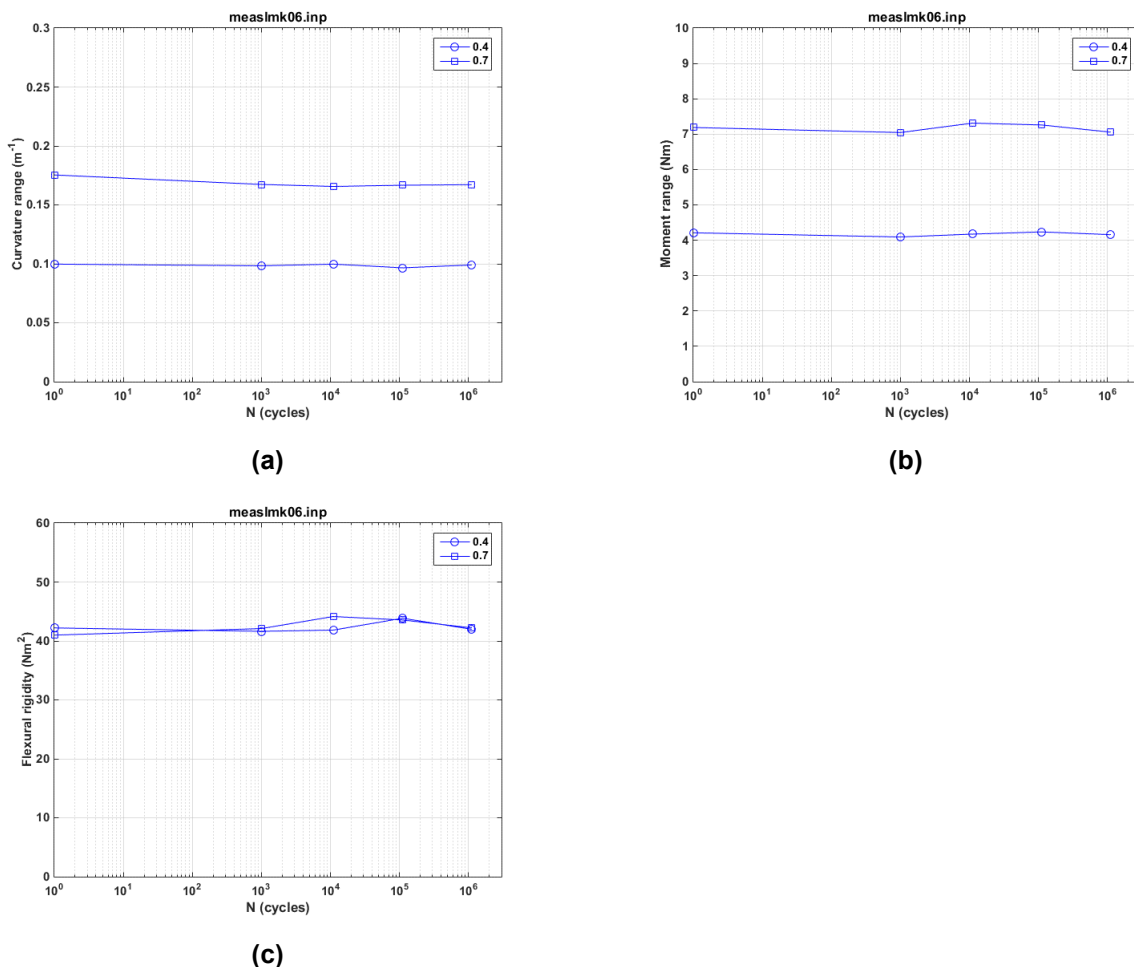 measlmk06.inp
0.3
0.25
0.2
0.15
0.1
0.05
0
Curvature range (m⁻¹)
0.4
0.7
10⁰ 10¹ 10² 10³ 10⁴ 10⁵ 10⁶
N (cycles)
(a)
measlmk06.inp
10
9
8
7
6
5
4
3
2
1
0
Moment range (Nm)
0.4
0.7
10⁰ 10¹ 10² 10³ 10⁴ 10⁵ 10⁶
N (cycles)
(b)
measlmk06.inp
60
50
40
30
20
10
0
Flexural rigidity (Nm²)
0.4
0.7
10⁰ 10¹ 10² 10³ 10⁴ 10⁵ 10⁶
N (cycles)
(c)